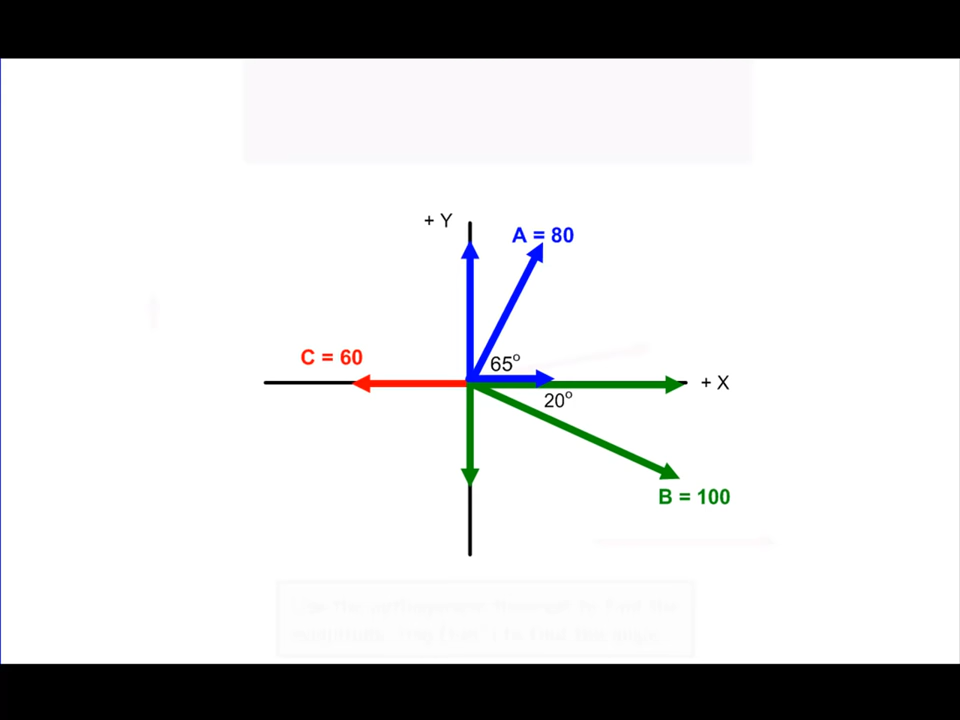 + Y
A = 80
C = 60
65°
+ X
20°
B = 100